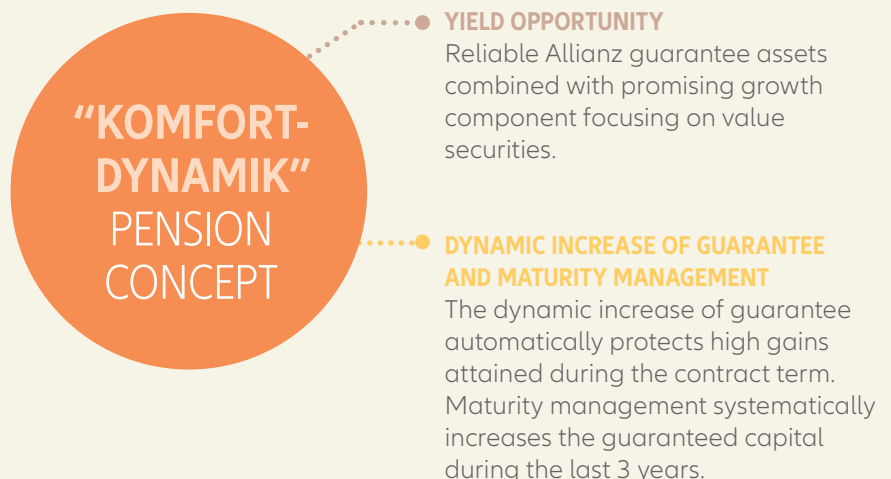 “KOMFORT-
DYNAMIK”
PENSION
CONCEPT
YIELD OPPORTUNITY
Reliable Allianz guarantee assets
combined with promising growth
component focusing on value
securities.
DYNAMIC INCREASE OF GUARANTEE
AND MATURITY MANAGEMENT
The dynamic increase of guarantee
automatically protects high gains
attained during the contract term.
Maturity management systematically
increases the guaranteed capital
during the last 3 years.